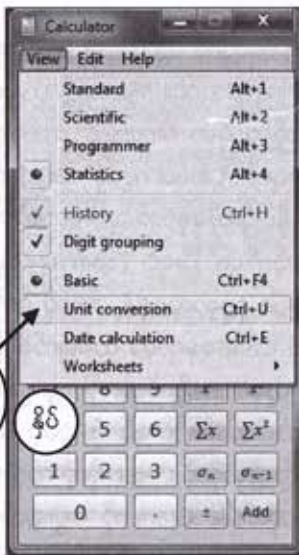 Calculator
View Edit Help
Standard Alt+1
Scientific Alt+2
Programmer Alt+3
Statistics Alt+4
History Ctrl+H
Digit grouping
Basic Ctrl+F4
Unit conversion Ctrl+U
Date calculation Ctrl+E
Worksheets
5 6 Σx Σx²
1 2 3 σn σn-1
0 . ± Add